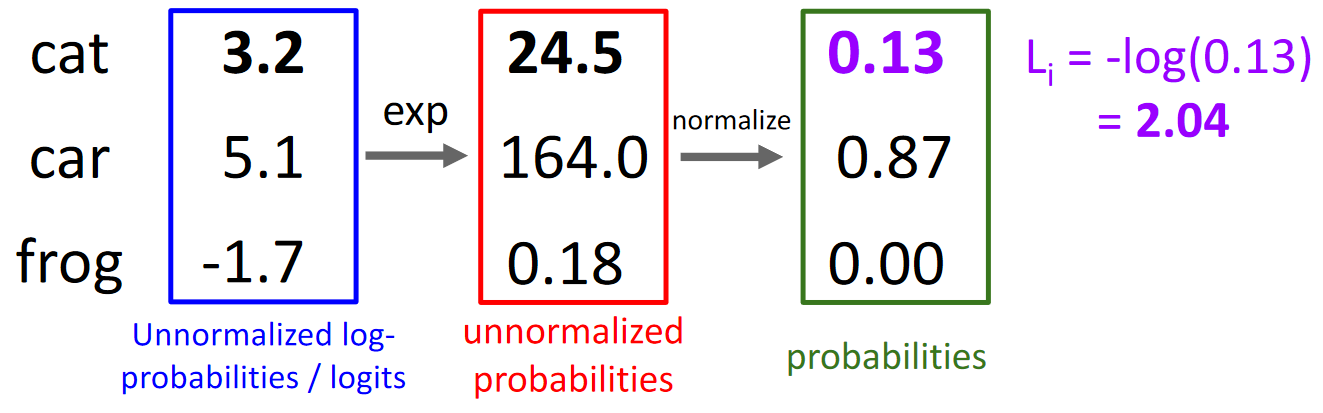 cat 3.2 24.5 0.13 Li = -log(0.13)
exp normalize = 2.04
car 5.1 164.0 0.87
frog -1.7 0.18 0.00
Unnormalized log-
probabilities / logits
unnormalized
probabilities
probabilities